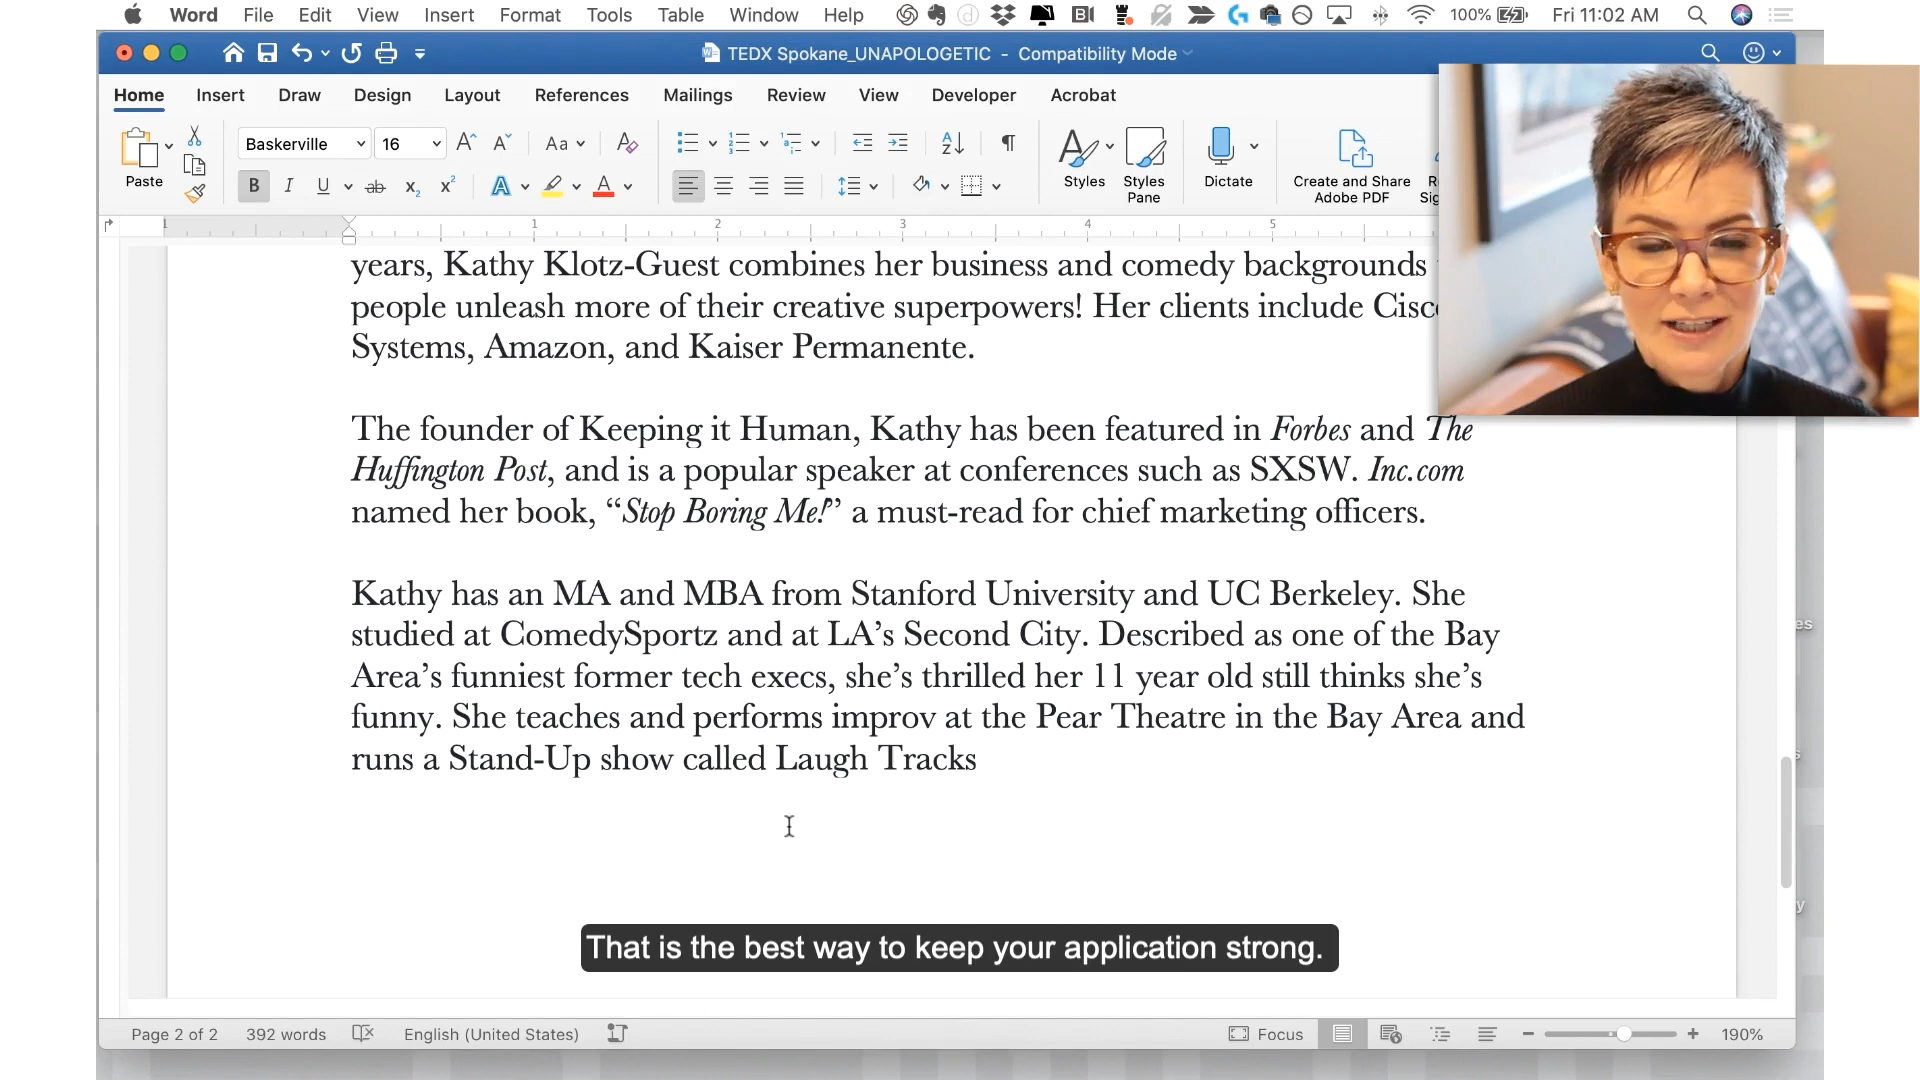 Word File Edit View Insert Format Tools Table Window Help 100% Fri 11:02 AM
TEDX Spokane_UNAPOLOGETIC - Compatibility Mode
Home Insert Draw Design Layout References Mailings Review View Developer Acrobat
Baskerville 16
Paste
Styles
Styles Pane
Dictate
Create and Share Adobe PDF
1 1 2 3 4 5
years, Kathy Klotz-Guest combines her business and comedy backgrounds
people unleash more of their creative superpowers! Her clients include Cisco
Systems, Amazon, and Kaiser Permanente.
The founder of Keeping it Human, Kathy has been featured in Forbes and The
Huffington Post, and is a popular speaker at conferences such as SXSW. Inc.com
named her book, “Stop Boring Me!” a must-read for chief marketing officers.
Kathy has an MA and MBA from Stanford University and UC Berkeley. She
studied at ComedySportz and at LA’s Second City. Described as one of the Bay
Area’s funniest former tech execs, she’s thrilled her 11 year old still thinks she’s
funny. She teaches and performs improv at the Pear Theatre in the Bay Area and
runs a Stand-Up show called Laugh Tracks
That is the best way to keep your application strong.
Page 2 of 2 392 words English (United States) Focus 190%